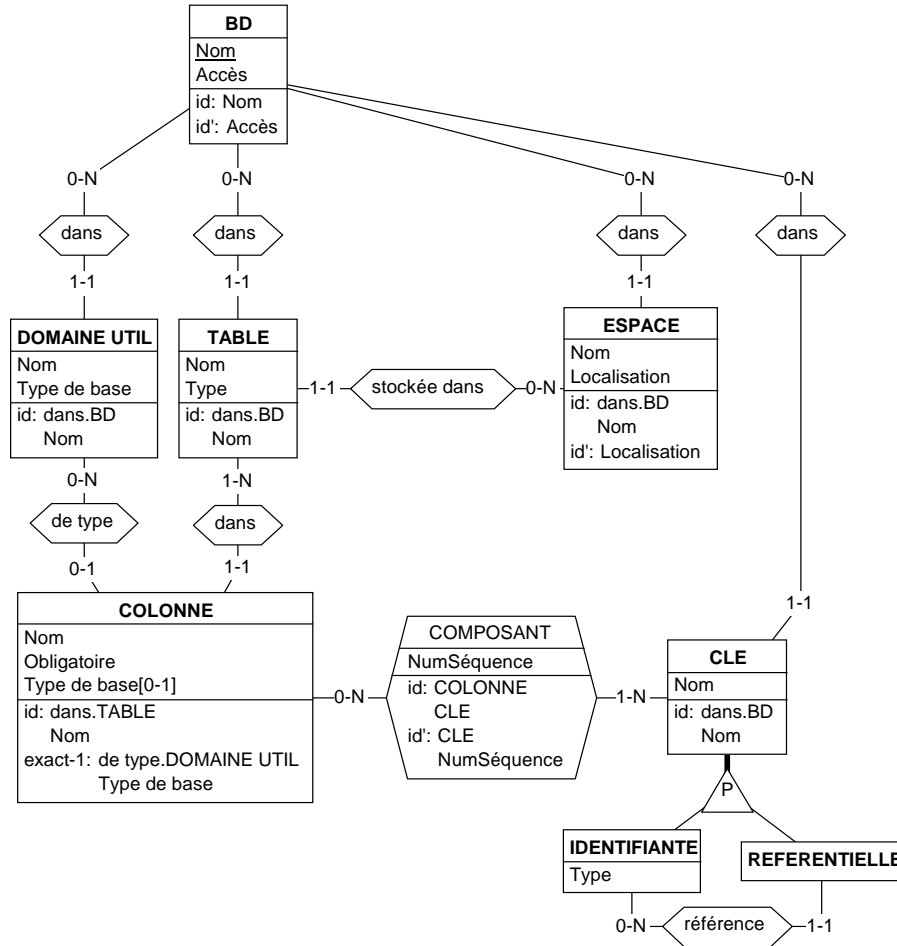 BD
Nom
Accès
id: Nom
id': Accès
0-N
0-N
0-N
0-N
dans
dans
dans
dans
1-1
1-1
1-1
DOMAINE UTIL
Nom
Type de base
id: dans.BD
Nom
TABLE
Nom
Type
id: dans.BD
Nom
1-1
stockée dans
0-N
ESPACE
Nom
Localisation
id: dans.BD
Nom
id': Localisation
0-N
1-N
de type
dans
0-1
1-1
1-1
COLONNE
Nom
Obligatoire
Type de base[0-1]
id: dans.TABLE
Nom
exact-1: de type.DOMAINE UTIL
Type de base
0-N
COMPOSANT
NumSéquence
id: COLONNE
CLE
id': CLE
NumSéquence
1-N
CLE
Nom
id: dans.BD
Nom
P
IDENTIFIANTE
Type
REFERENTIELLE
0-N
référence
1-1